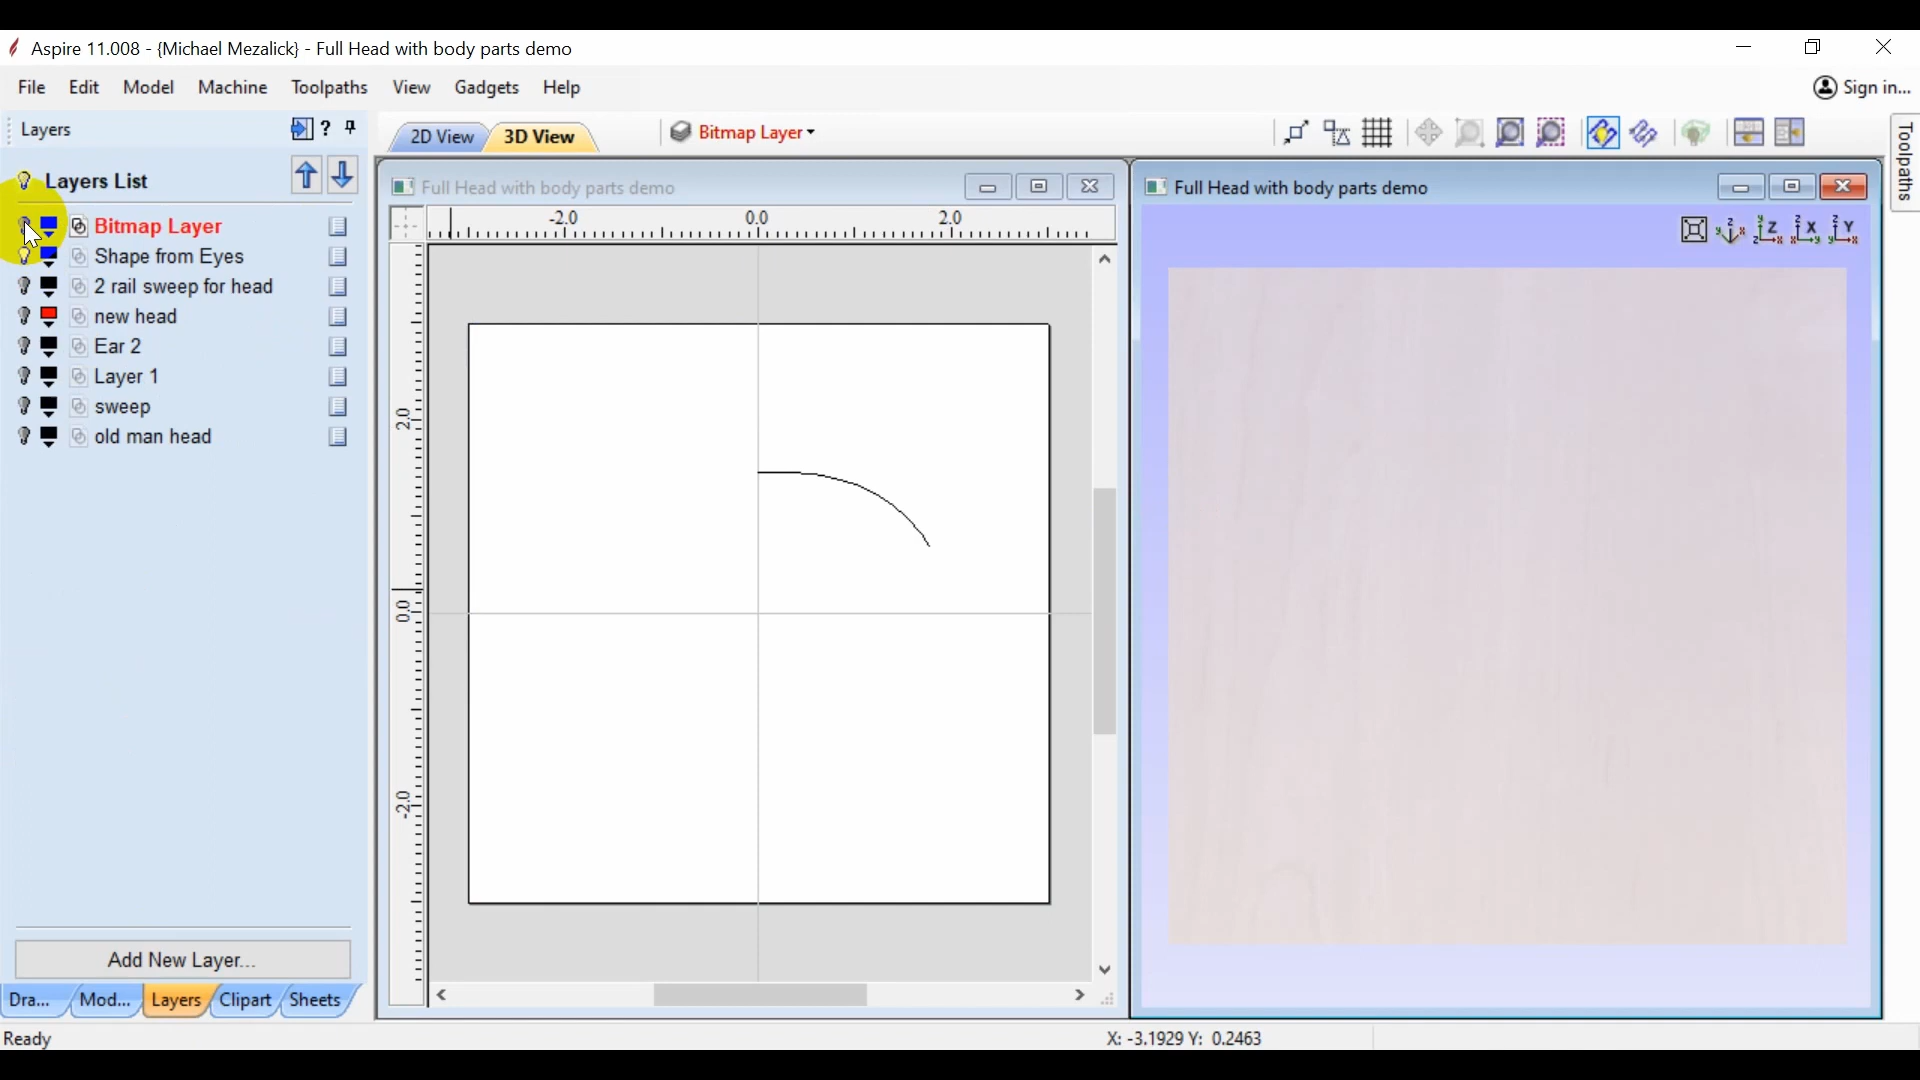 Aspire 11.008 - {Michael Mezalick} - Full Head with body parts demo
File Edit Model Machine Toolpaths View Gadgets Help
Sign in...
Layers
2D View 3D View Bitmap Layer
Toolpaths
Layers List
Bitmap Layer
Shape from Eyes
2 rail sweep for head
new head
Ear 2
Layer 1
sweep
old man head
Add New Layer...
Dra... Mod... Layers Clipart Sheets
Full Head with body parts demo
-2.0 0.0 2.0
2.0
0.0
-2.0
Full Head with body parts demo
Ready
X: -3.1929 Y: 0.2463